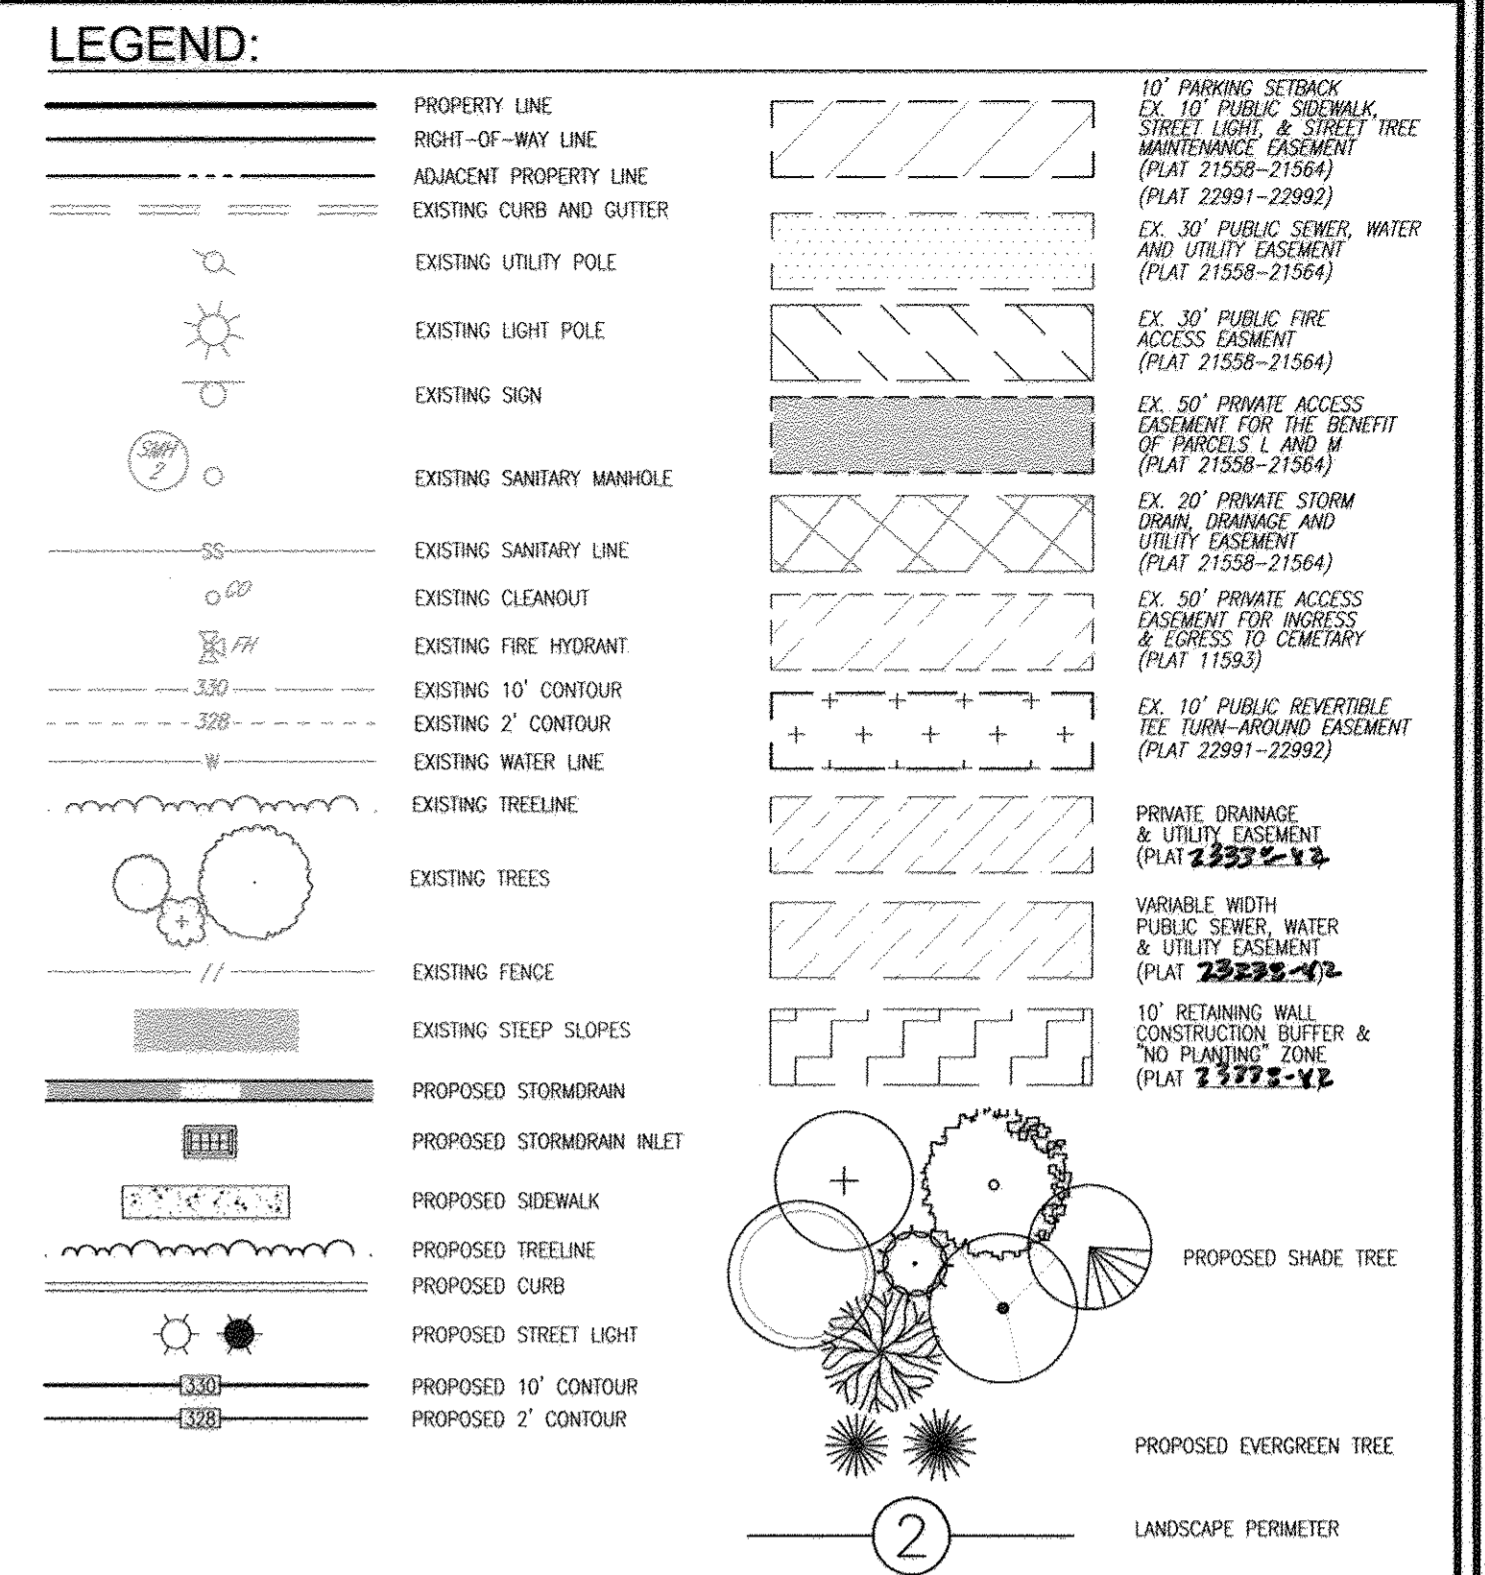 LEGEND:
PROPERTY LINE
RIGHT-OF-WAY LINE
ADJACENT PROPERTY LINE
EXISTING CURB AND GUTTER
EXISTING UTILITY POLE
EXISTING LIGHT POLE
EXISTING SIGN
SMH
2
EXISTING SANITARY MANHOLE
SS
EXISTING SANITARY LINE
CO
EXISTING CLEANOUT
FH
EXISTING FIRE HYDRANT
330
EXISTING 10' CONTOUR
328
EXISTING 2' CONTOUR
W
EXISTING WATER LINE
EXISTING TREELINE
EXISTING TREES
//
EXISTING FENCE
EXISTING STEEP SLOPES
PROPOSED STORMDRAIN
PROPOSED STORMDRAIN INLET
PROPOSED SIDEWALK
PROPOSED TREELINE
PROPOSED CURB
PROPOSED STREET LIGHT
330
PROPOSED 10' CONTOUR
328
PROPOSED 2' CONTOUR
10' PARKING SETBACK
EX. 10' PUBLIC SIDEWALK,
STREET LIGHT, & STREET TREE
MAINTENANCE EASEMENT
(PLAT 21558-21564)
(PLAT 22991-22992)
EX. 30' PUBLIC SEWER, WATER
AND UTILITY EASEMENT
(PLAT 21558-21564)
EX. 30' PUBLIC FIRE
ACCESS EASMENT
(PLAT 21558-21564)
EX. 50' PRIVATE ACCESS
EASEMENT FOR THE BENEFIT
OF PARCELS L AND M
(PLAT 21558-21564)
EX. 20' PRIVATE STORM
DRAIN, DRAINAGE AND
UTILITY EASEMENT
(PLAT 21558-21564)
EX. 50' PRIVATE ACCESS
EASEMENT FOR INGRESS
& EGRESS TO CEMETARY
(PLAT 11593)
EX. 10' PUBLIC REVERTIBLE
TEE TURN-AROUND EASEMENT
(PLAT 22991-22992)
PRIVATE DRAINAGE
& UTILITY EASEMENT
(PLAT
VARIABLE WIDTH
PUBLIC SEWER, WATER
& UTILITY EASEMENT
(PLAT
10' RETAINING WALL
CONSTRUCTION BUFFER &
"NO PLANTING" ZONE
(PLAT
PROPOSED SHADE TREE
PROPOSED EVERGREEN TREE
2
LANDSCAPE PERIMETER